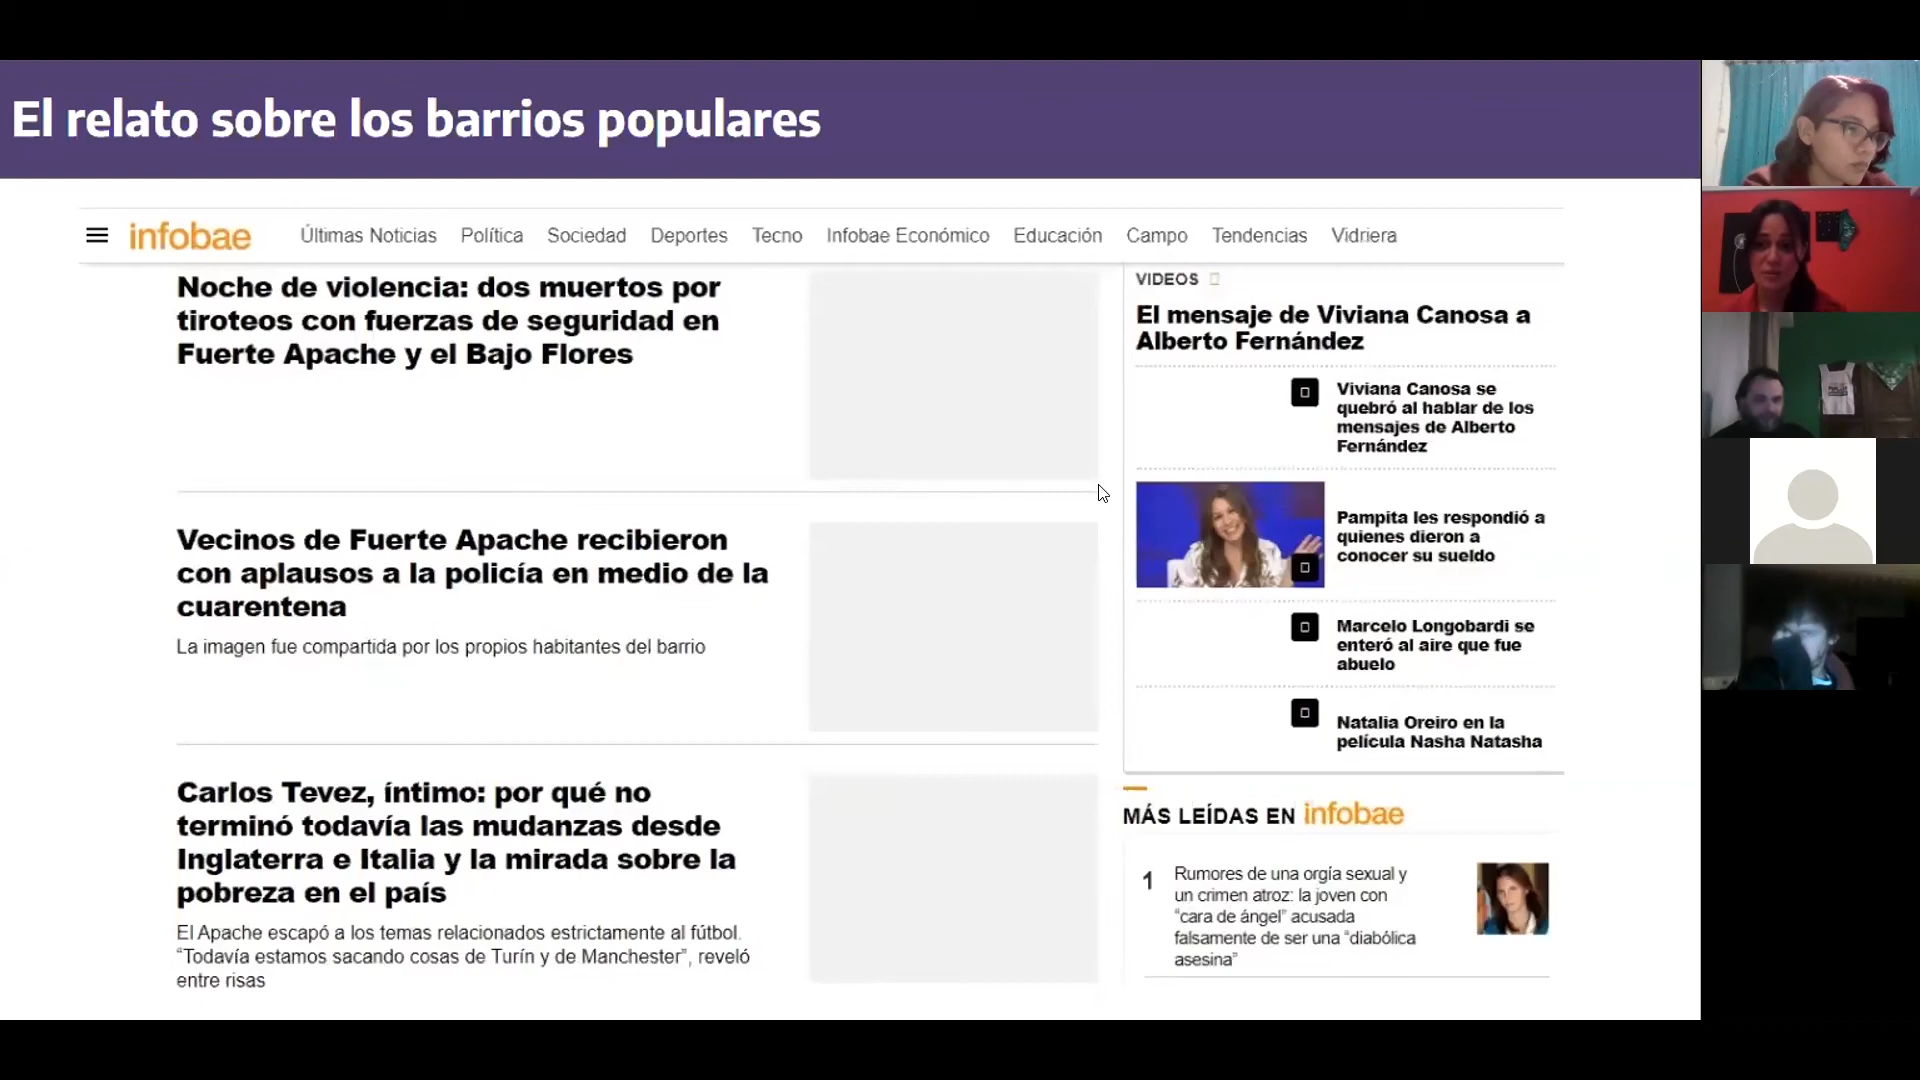 El relato sobre los barrios populares
infobae
Últimas Noticias
Política
Sociedad
Deportes
Tecno
Infobae Económico
Educación
Campo
Tendencias
Vidriera
Noche de violencia: dos muertos por
tiroteos con fuerzas de seguridad en
Fuerte Apache y el Bajo Flores
Vecinos de Fuerte Apache recibieron
con aplausos a la policía en medio de la
cuarentena
La imagen fue compartida por los propios habitantes del barrio
Carlos Tevez, íntimo: por qué no
terminó todavía las mudanzas desde
Inglaterra e Italia y la mirada sobre la
pobreza en el país
El Apache escapó a los temas relacionados estrictamente al fútbol.
“Todavía estamos sacando cosas de Turín y de Manchester”, reveló
entre risas
VIDEOS
El mensaje de Viviana Canosa a
Alberto Fernández
Viviana Canosa se
quebró al hablar de los
mensajes de Alberto
Fernández
Pampita les respondió a
quienes dieron a
conocer su sueldo
Marcelo Longobardi se
enteró al aire que fue
abuelo
Natalia Oreiro en la
película Nasha Natasha
MÁS LEÍDAS EN infobae
1
Rumores de una orgía sexual y
un crimen atroz: la joven con
“cara de ángel” acusada
falsamente de ser una “diabólica
asesina”